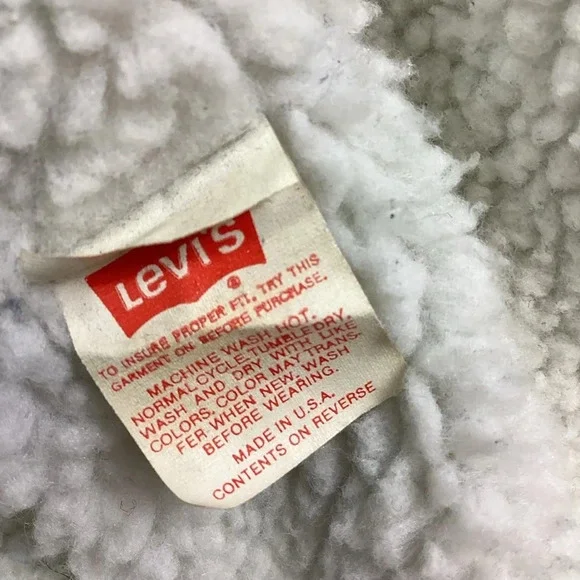 Levi's
®
TO INSURE PROPER FIT, TRY THIS
GARMENT ON BEFORE PURCHASE.
MACHINE WASH HOT.
NORMAL CYCLE, TUMBLE DRY.
WASH AND DRY WITH LIKE
COLORS, COLOR MAY TRANS-
FER WHEN NEW. WASH
BEFORE WEARING.
MADE IN U.S.A.
CONTENTS ON REVERSE